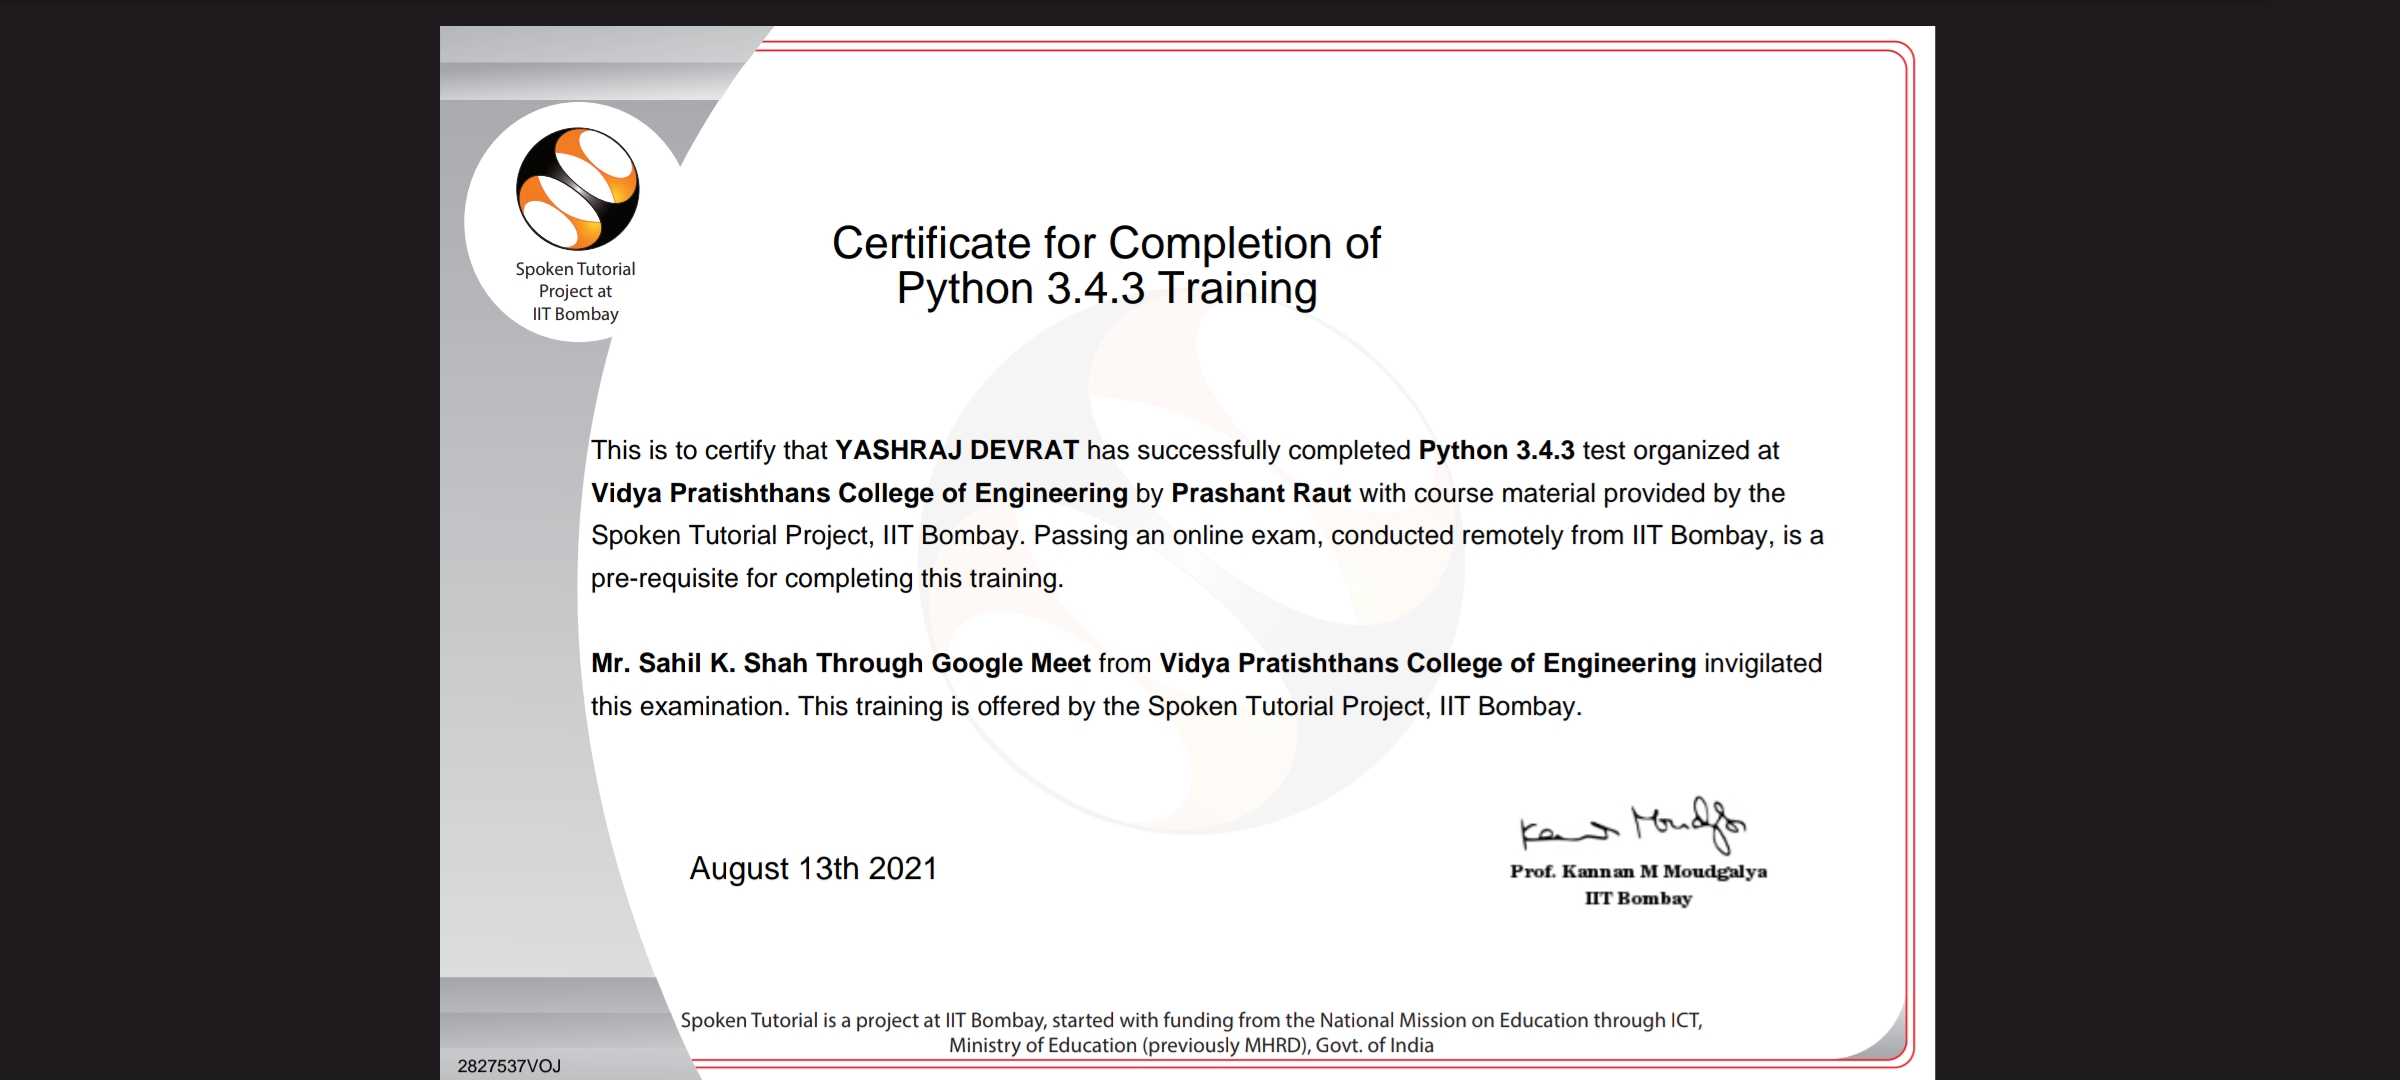 Spoken Tutorial
Project at
IIT Bombay
Certificate for Completion of
Python 3.4.3 Training
This is to certify that YASHRAJ DEVRAT has successfully completed Python 3.4.3 test organized at
Vidya Pratishthans College of Engineering by Prashant Raut with course material provided by the
Spoken Tutorial Project, IIT Bombay. Passing an online exam, conducted remotely from IIT Bombay, is a
pre-requisite for completing this training.
Mr. Sahil K. Shah Through Google Meet from Vidya Pratishthans College of Engineering invigilated
this examination. This training is offered by the Spoken Tutorial Project, IIT Bombay.
August 13th 2021
Prof. Kannan M Moudgalya
IIT Bombay
Spoken Tutorial is a project at IIT Bombay, started with funding from the National Mission on Education through ICT,
Ministry of Education (previously MHRD), Govt. of India
2827537VOJ